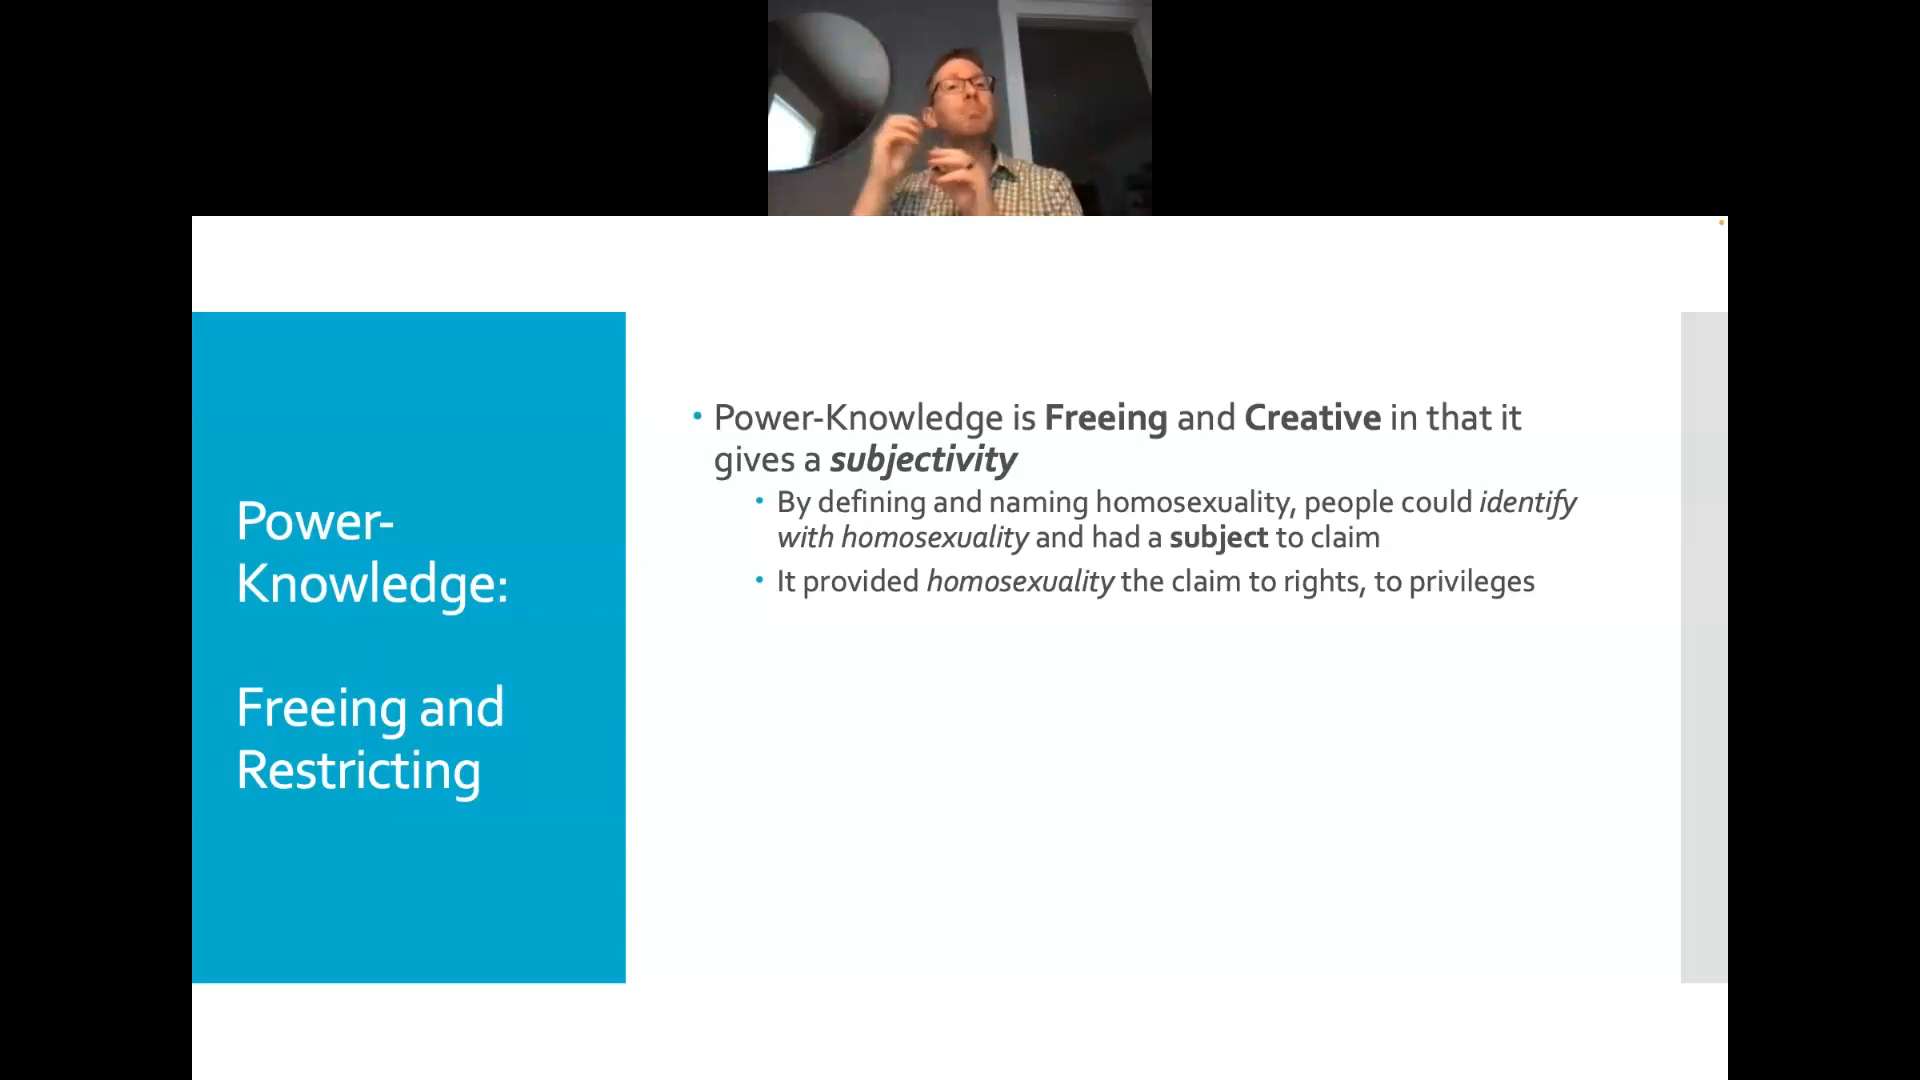 Power-
Knowledge:
Freeing and
Restricting
• Power-Knowledge is Freeing and Creative in that it
gives a subjectivity
• By defining and naming homosexuality, people could identify
with homosexuality and had a subject to claim
• It provided homosexuality the claim to rights, to privileges